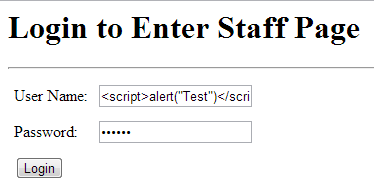 Login to Enter Staff Page
User Name: <script>alert("Test")</scri
Password: ••••••
Login